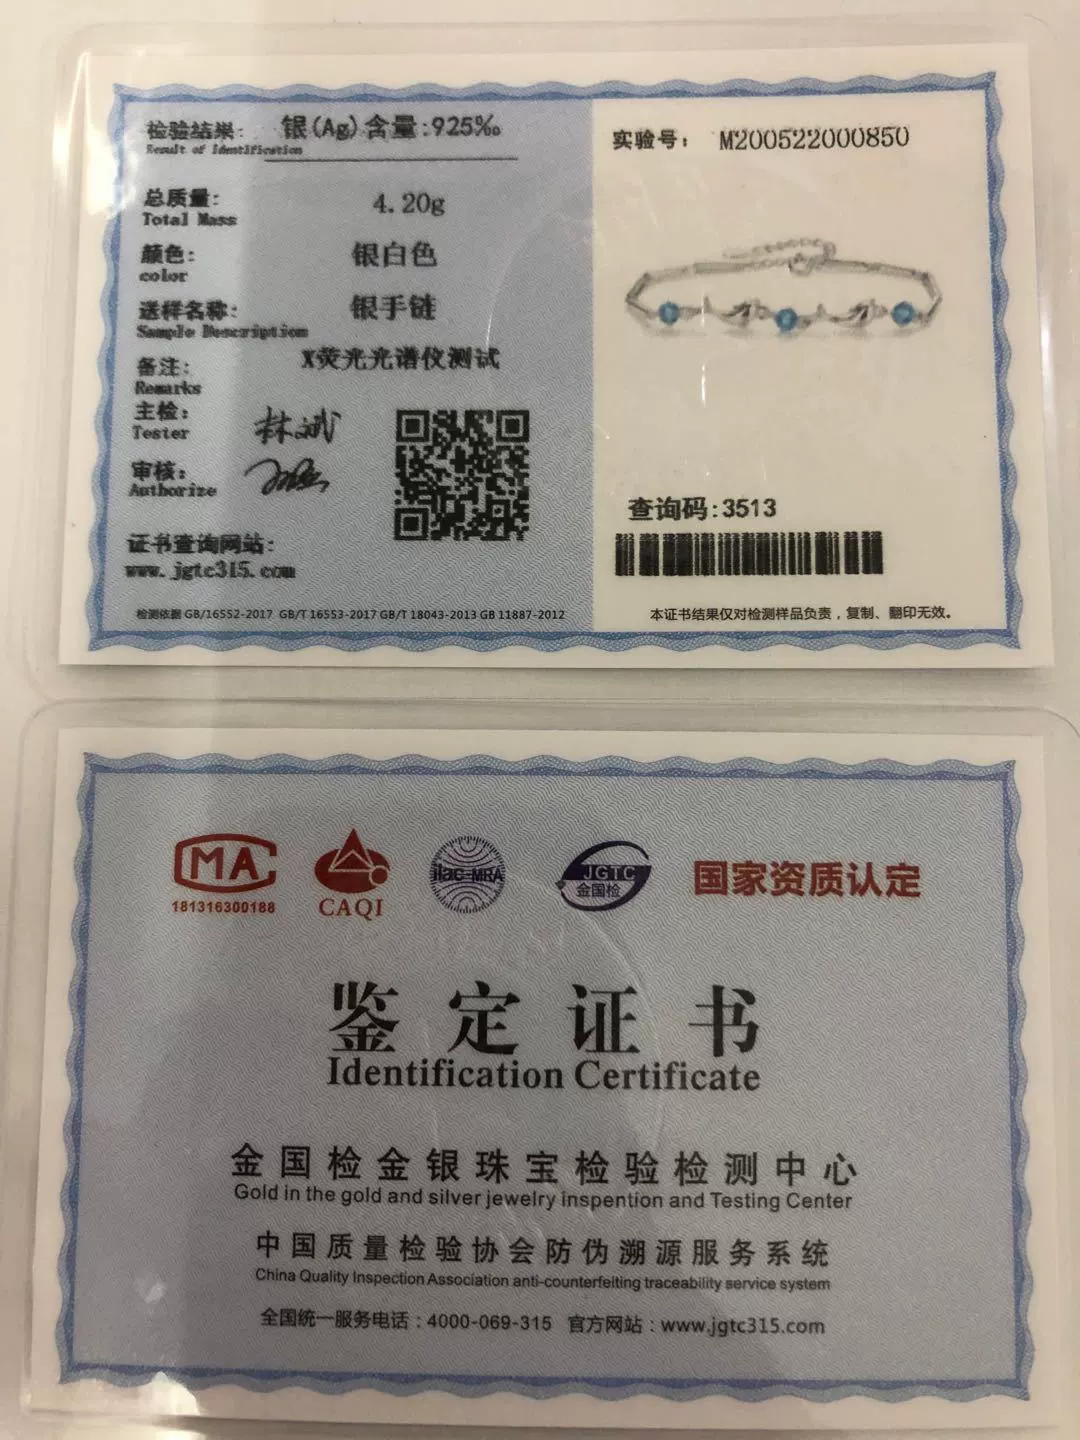 检验结果: 银(Ag)含量:925‰
Result of Identification
总质量: 4.20g
Total Mass
颜色: 银白色
color
送样名称: 银手链
Sample Description
备注: X荧光光谱仪测试
Remarks
主检: 林斌
Tester
审核:
Authorize
证书查询网站:
www.jgtc315.com
检测依据 GB/16552-2017 GB/T 16553-2017 GB/T 18043-2013 GB 11887-2012
实验号: M200522000850
查询码:3513
本证书结果仅对检测样品负责，复制、翻印无效。
MA
181316300188
CAQI
ilac-MRA
JGTC
金国检
国家资质认定
鉴定证书
Identification Certificate
金国检金银珠宝检验检测中心
Gold in the gold and silver jewelry inspention and Testing Center
中国质量检验协会防伪溯源服务系统
China Quality Inspection Association anti-counterfeiting traceability service system
全国统一服务电话：4000-069-315 官方网站：www.jgtc315.com